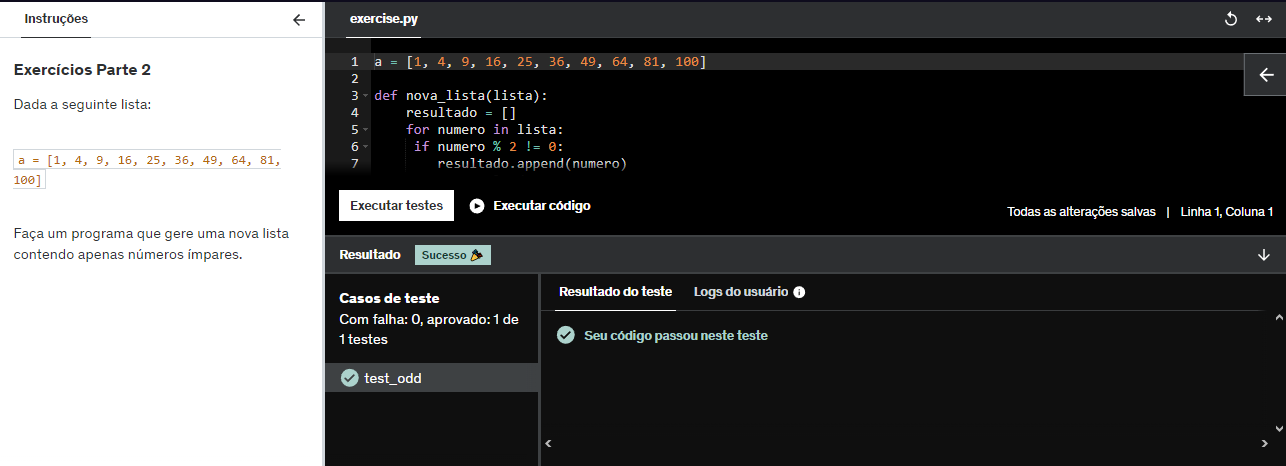 Instruções
Exercícios Parte 2
Dada a seguinte lista:
a = [1, 4, 9, 16, 25, 36, 49, 64, 81,
100]
Faça um programa que gere uma nova lista
contendo apenas números ímpares.
exercise.py
1 a = [1, 4, 9, 16, 25, 36, 49, 64, 81, 100]
2
3 def nova_lista(lista):
4     resultado = []
5     for numero in lista:
6      if numero % 2 != 0:
7         resultado.append(numero)
Executar testes
Executar código
Todas as alterações salvas | Linha 1, Coluna 1
Resultado Sucesso
Casos de teste
Com falha: 0, aprovado: 1 de
1 testes
test_odd
Resultado do teste Logs do usuário
Seu código passou neste teste